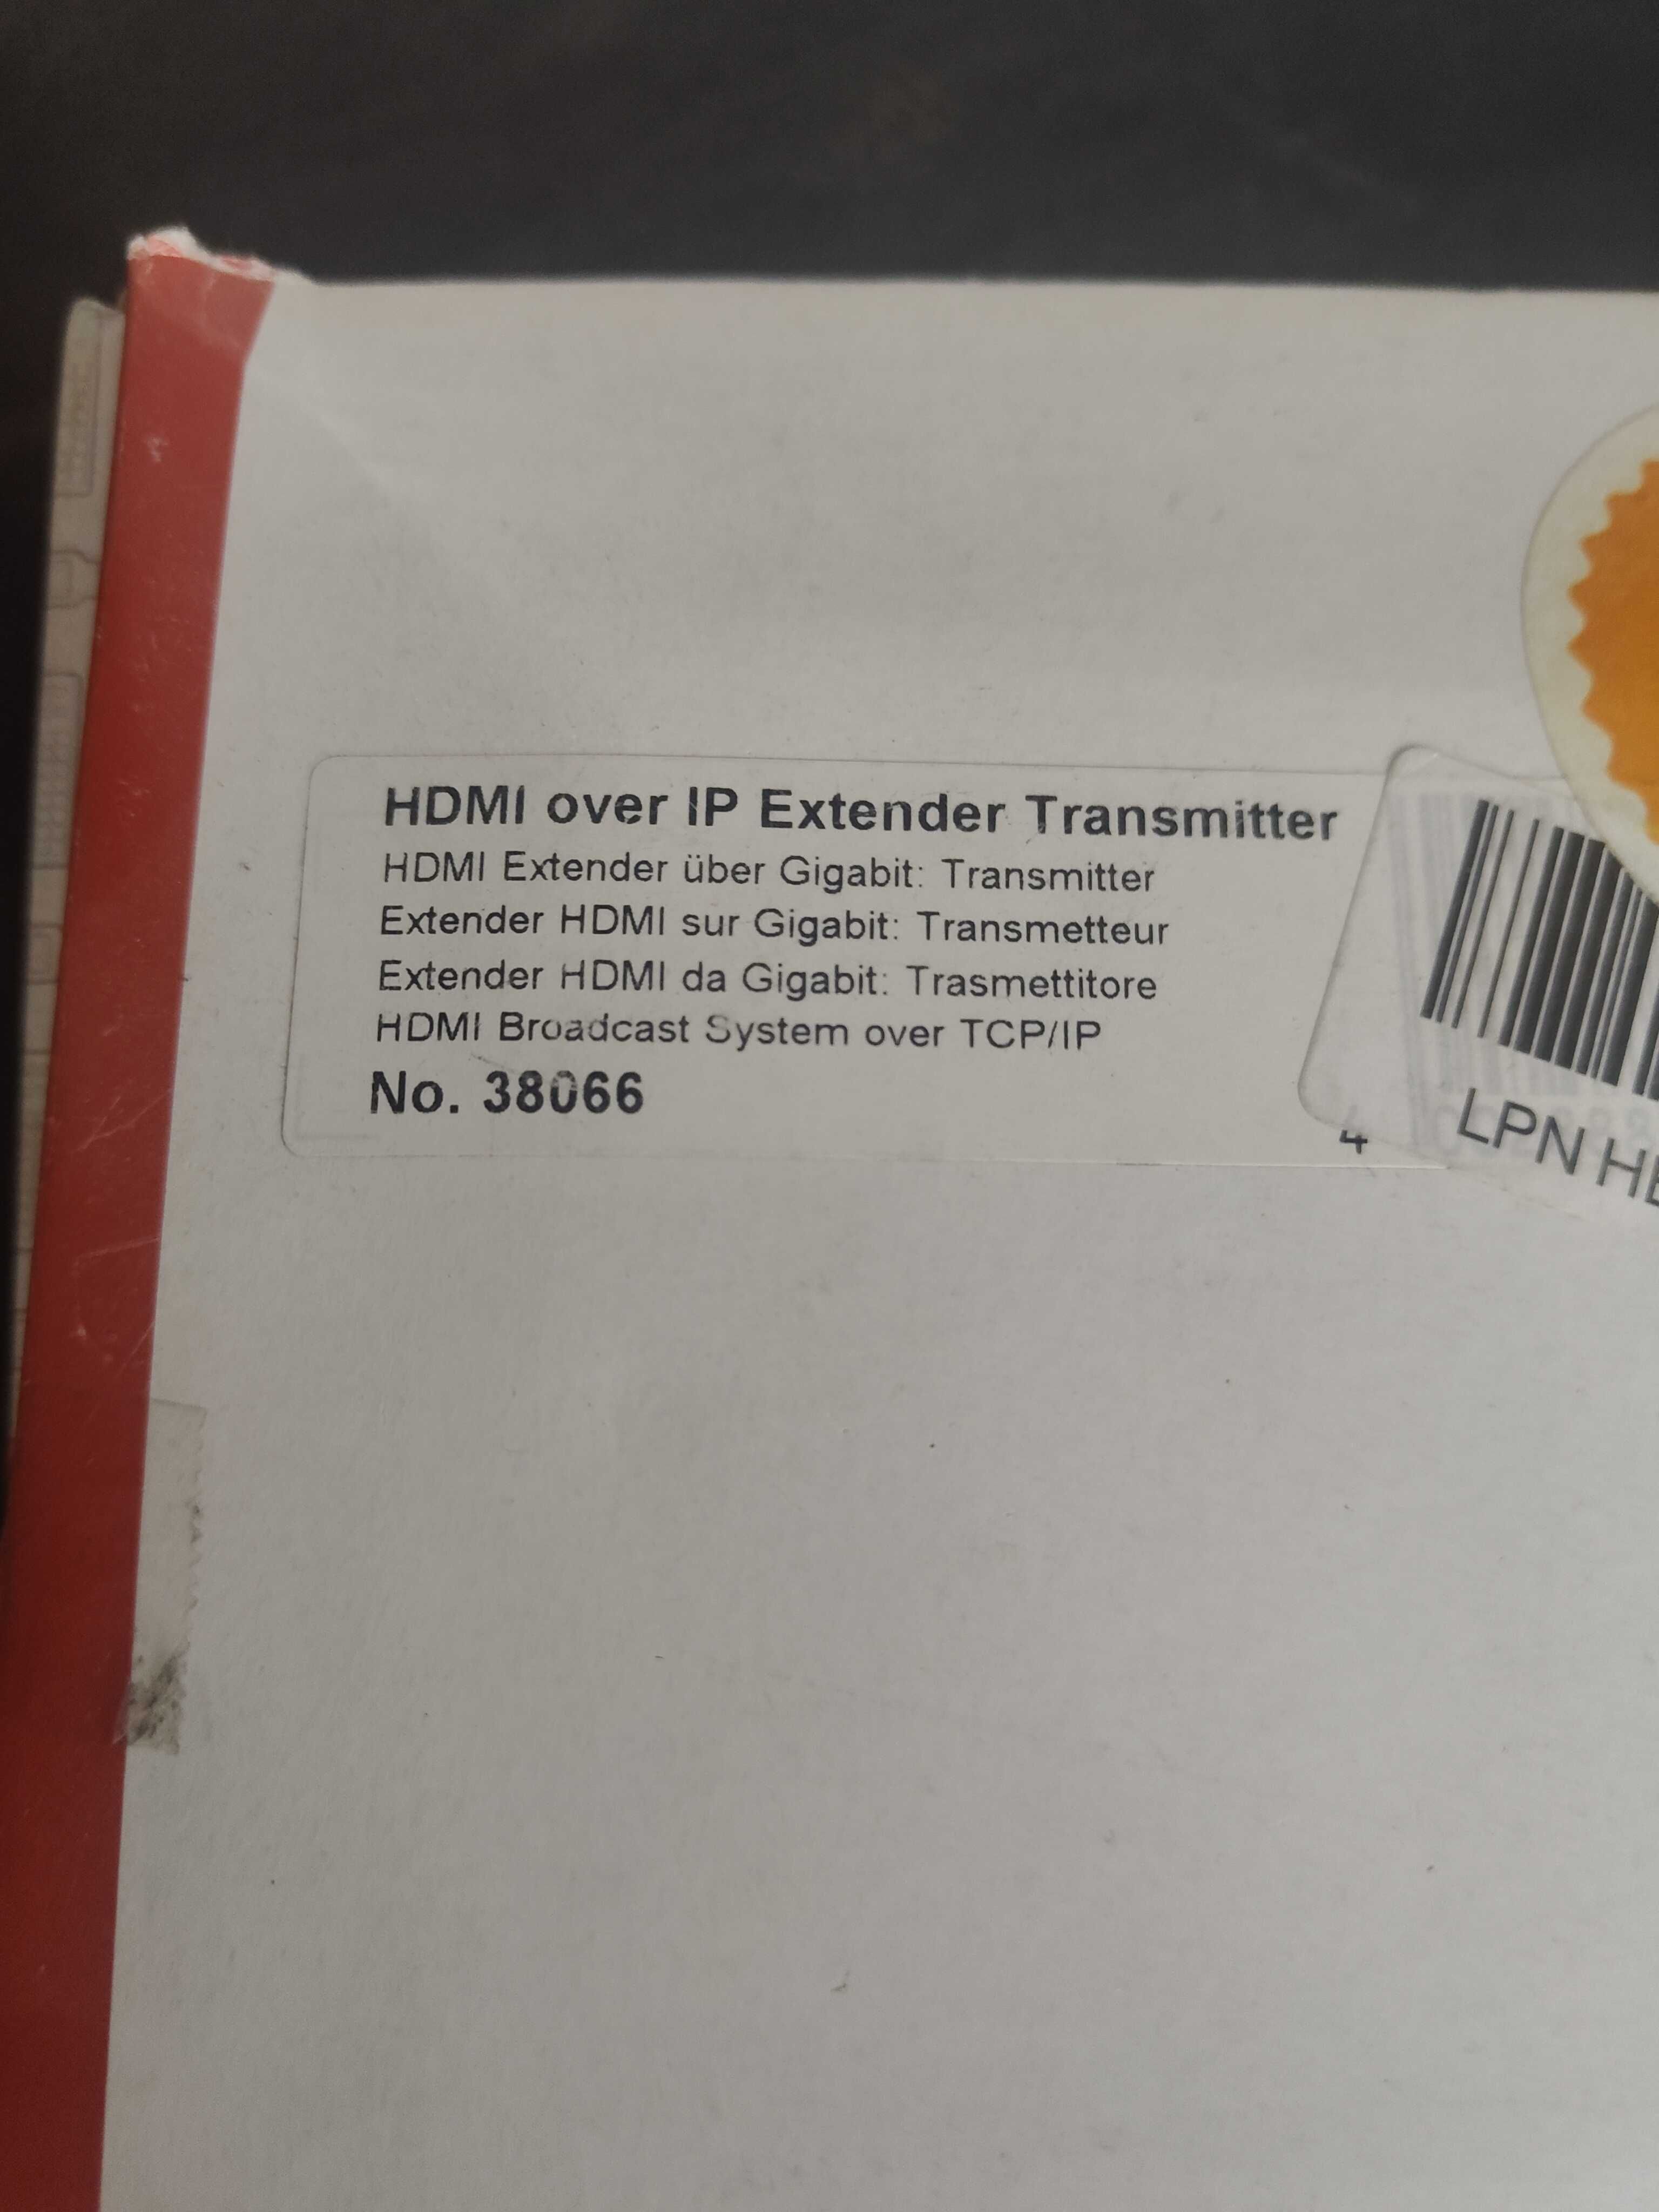 HDMI over IP Extender Transmitter
HDMI Extender über Gigabit: Transmitter
Extender HDMI sur Gigabit: Transmetteur
Extender HDMI da Gigabit: Trasmettitore
HDMI Broadcast System over TCP/IP
No. 38066
4
LPN